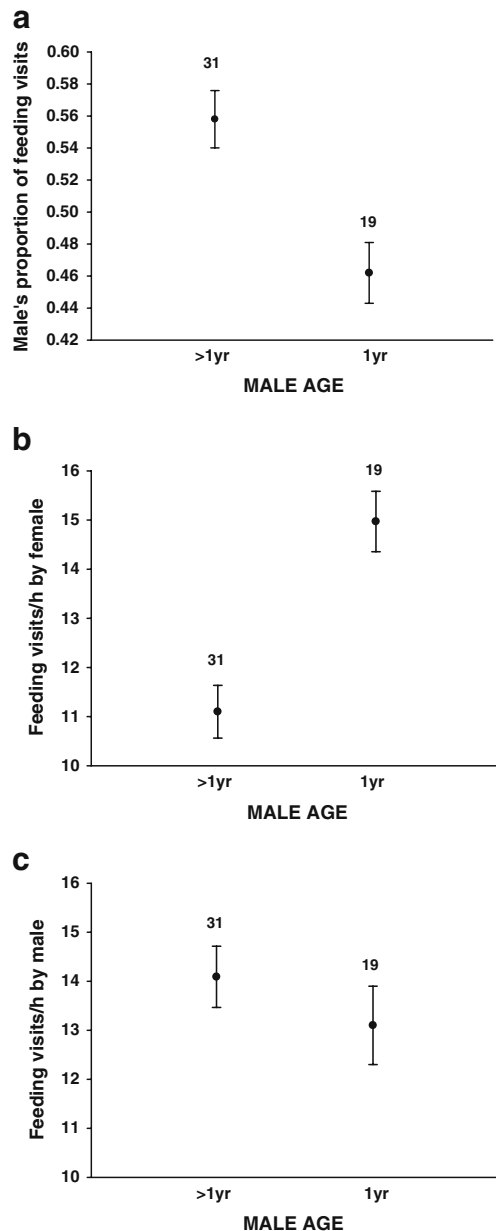 a
Male's proportion of feeding visits
0.60
0.58
0.56
0.54
0.52
0.50
0.48
0.46
0.44
0.42
31
19
>1yr 1yr
MALE AGE
b
Feeding visits/h by female
16
15
14
13
12
11
10
19
31
>1yr 1yr
MALE AGE
c
Feeding visits/h by male
16
15
14
13
12
11
10
31
19
>1yr 1yr
MALE AGE